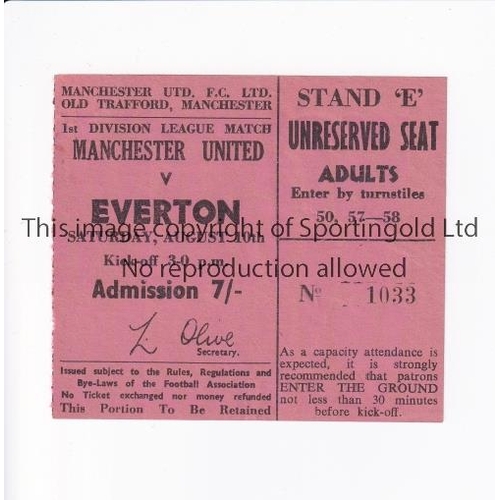 MANCHESTER UTD. F.C. LTD.
OLD TRAFFORD, MANCHESTER
1st DIVISION LEAGUE MATCH
MANCHESTER UNITED
V
EVERTON
SATURDAY, AUGUST 10th
Kick-off 3-0 p.m.
Admission 7/-
L. Olive
Secretary.
Issued subject to the Rules, Regulations and
Bye-Laws of the Football Association
No Ticket exchanged nor money refunded
This Portion To Be Retained
STAND 'E'
UNRESERVED SEAT
ADULTS
Enter by turnstiles
50, 57—58
No 1033
As a capacity attendance is
expected, it is strongly
recommended that patrons
ENTER THE GROUND
not less than 30 minutes
before kick-off.
This image copyright of Sportingold Ltd
No reproduction allowed